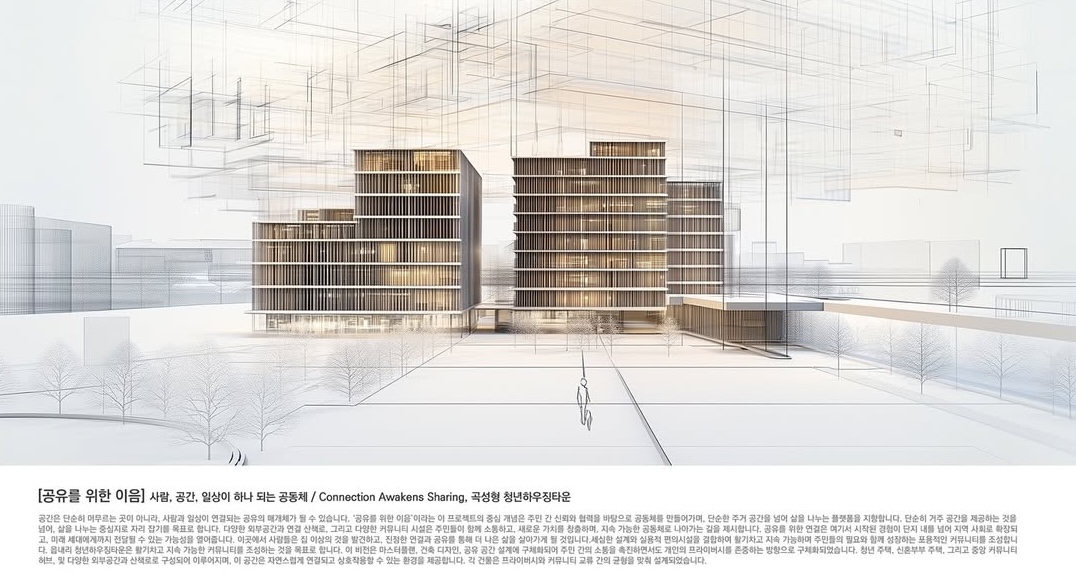 [공유를 위한 이음] 사람, 공간, 일상이 하나 되는 공동체 / Connection Awakens Sharing, 곡성형 청년하우징타운
공간은 단순히 머무르는 곳이 아니라, 사람과 일상이 연결되는 공유의 매개체가 될 수 있습니다. '공유를 위한 이음'이라는 이 프로젝트의 중심 개념은 주민 간 신뢰와 협력을 바탕으로 공동체를 만들어가며, 단순한 주거 공간을 넘어 삶을 나누는 플랫폼을 지향합니다. 단순히 거주 공간을 제공하는 것을
넘어, 삶을 나누는 중심지로 자리 잡기를 목표로 합니다. 다양한 외부공간과 연결 산책로, 그리고 다양한 커뮤니티 시설은 주민들이 함께 소통하고, 새로운 가치를 창출하며, 지속 가능한 공동체로 나아가는 길을 제시합니다. 공유를 위한 연결은 여기서 시작된 경험이 단지 내를 넘어 지역 사회로 확장되
고, 미래 세대에게까지 전달될 수 있는 가능성을 열어줍니다. 이곳에서 사람들은 집 이상의 것을 발견하고, 진정한 연결과 공유를 통해 더 나은 삶을 살아가게 될 것입니다.세심한 설계와 실용적 편의시설을 결합하여 활기차고 지속 가능하며 주민들의 필요와 함께 성장하는 포용적인 커뮤니티를 조성합니
다. 읍내리 청년하우징타운은 활기차고 지속 가능한 커뮤니티를 조성하는 것을 목표로 합니다. 이 비전은 마스터플랜, 건축 디자인, 공유 공간 설계에 구체화되어 주민 간의 소통을 촉진하면서도 개인의 프라이버시를 존중하는 방향으로 구체화되었습니다. 청년 주택, 신혼부부 주택, 그리고 중앙 커뮤니티
허브, 및 다양한 외부공간과 산책로로 구성되어 이루어지며, 이 공간은 자연스럽게 연결되고 상호작용할 수 있는 환경을 제공합니다. 각 건물은 프라이버시와 커뮤니티 교류 간의 균형을 맞춰 설계되었습니다.